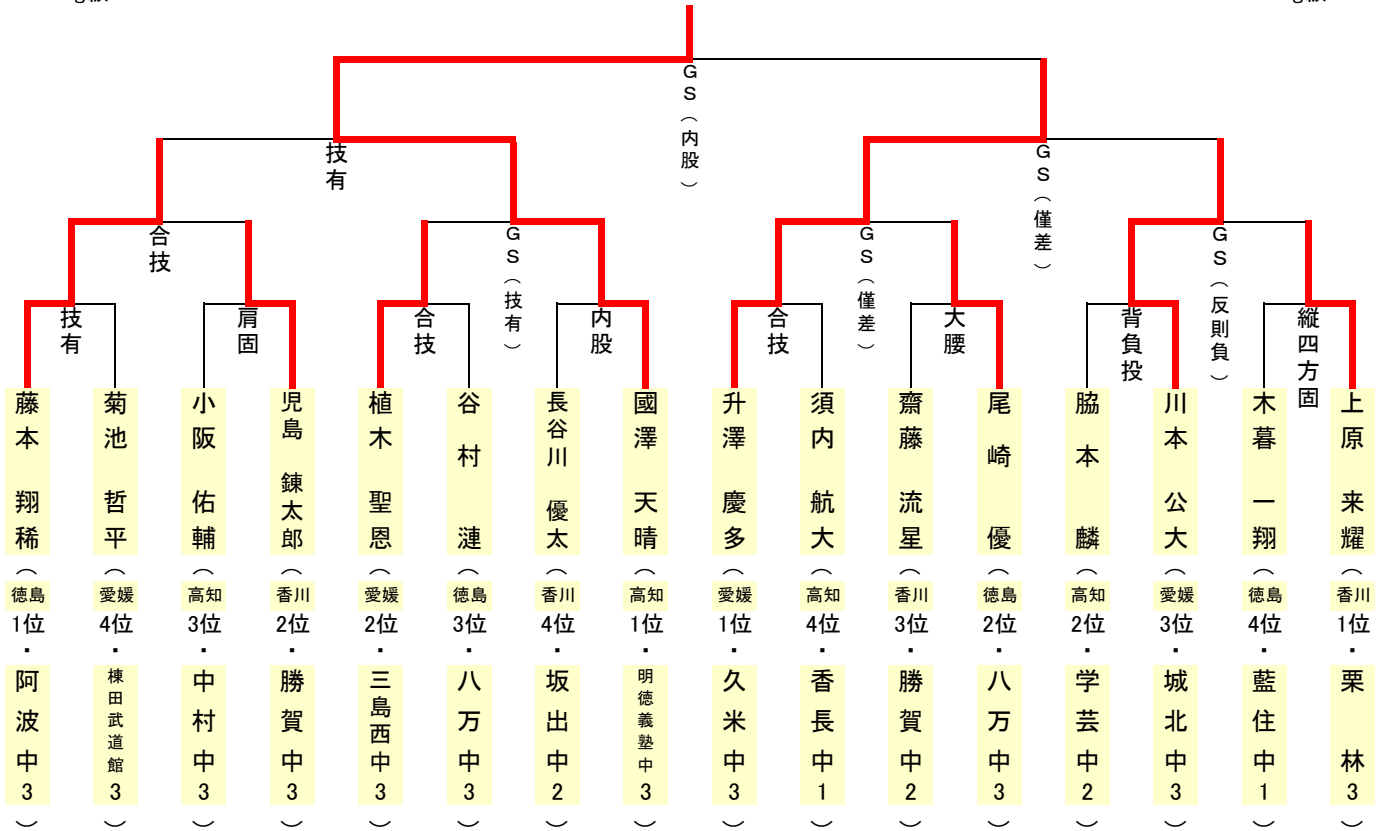 GS（内股）
技有
GS（僅差）
合技
GS（技有）
GS（僅差）
GS（反則負）
技有
肩固
合技
内股
合技
大腰
背負投
縦四方固
藤本 翔稀（徳島1位・阿波中3）
菊池 哲平（愛媛4位・棟田武道館3）
小阪 佑輔（高知3位・中村中3）
児島 錬太郎（香川2位・勝賀中3）
植木 聖恩（愛媛2位・三島西中3）
谷村 漣（徳島3位・八万中3）
長谷川 優太（香川4位・坂出中2）
國澤 天晴（高知1位・明徳義塾中3）
升澤 慶多（愛媛1位・久米中3）
須内 航大（高知4位・香長中1）
齋藤 流星（香川3位・勝賀中2）
尾崎 優（徳島2位・八万中3）
脇本 麟（高知2位・学芸中2）
川本 公大（愛媛3位・城北中3）
木暮 一翔（徳島4位・藍住中1）
上原 来耀（香川1位・栗林3）